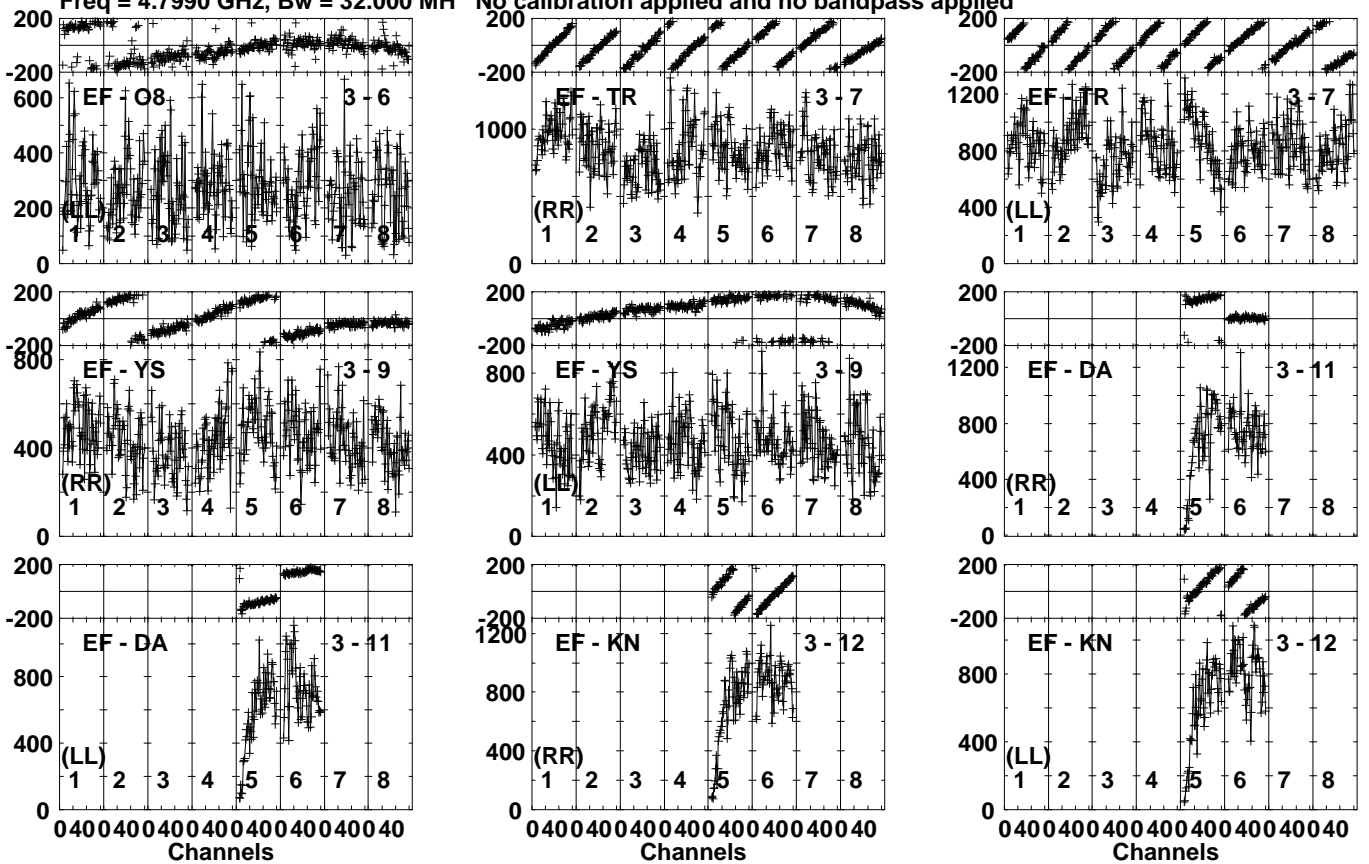 Freq = 4.7990 GHz, Bw = 32.000 MH No calibration applied and no bandpass applied
200 200 200
-200 -200 -200
EF - O8 3 - 6 EF - TR 3 - 7 EF - TR 3 - 7
600 1000 1200
400 800
200 400
0 0 0
(LL) (RR) (LL)
1 2 3 4 5 6 7 8 1 2 3 4 5 6 7 8 1 2 3 4 5 6 7 8
200 200 200
-200 -200 -200
EF - YS 3 - 9 EF - YS 3 - 9 EF - DA 3 - 11
800 800 1200
400 400 800
400
0 0 0
(RR) (LL) (RR)
1 2 3 4 5 6 7 8 1 2 3 4 5 6 7 8 1 2 3 4 5 6 7 8
200 200 200
-200 -200 -200
EF - DA 3 - 11 EF - KN 3 - 12 EF - KN 3 - 12
800 1200 800
400 800 400
400
0 0 0
(LL) (RR) (LL)
1 2 3 4 5 6 7 8 1 2 3 4 5 6 7 8 1 2 3 4 5 6 7 8
0 40 0 40 0 40 0 40 0 40 0 40 0 40 0 40 0 40 0 40 0 40 0 40 0 40 0 40 0 40 0 40 0 40 0 40 0 40 0 40 0 40 0 40 0 40 0 40
Channels Channels Channels